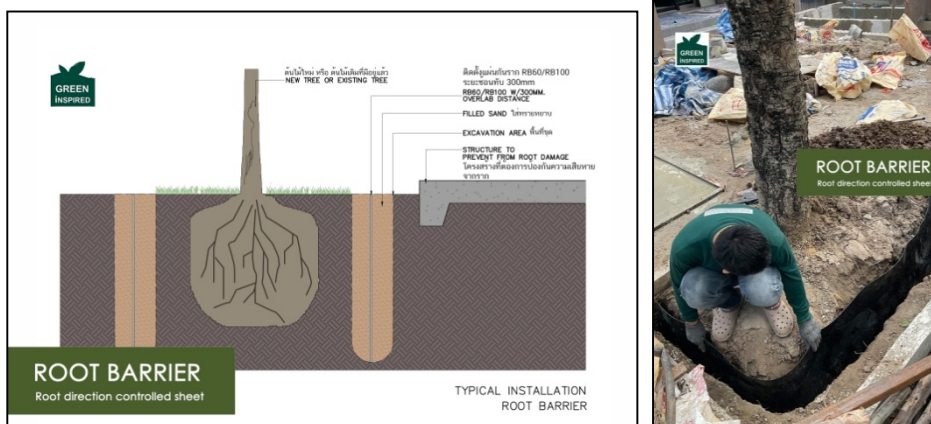 GREEN
INSPIRED
ต้นไม้ใหม่ หรือ ต้นไม้เดิมที่มีอยู่แล้ว
NEW TREE OR EXISTING TREE
ติดตั้งแผ่นกันราก RB60/RB100
ระยะซ้อนทับ 300mm
RB60/RB100 W/300MM.
OVERLAB DISTANCE
FILLED SAND ใส่ทรายหยาบ
EXCAVATION AREA พื้นที่ขุด
STRUCTURE TO
PREVENT FROM ROOT DAMAGE
โครงสร้างที่ต้องการป้องกันความเสียหาย
จากราก
ROOT BARRIER
Root direction controlled sheet
TYPICAL INSTALLATION
ROOT BARRIER
GREEN
INSPIRED
ROOT BARRIER
Root direction controlled sheet